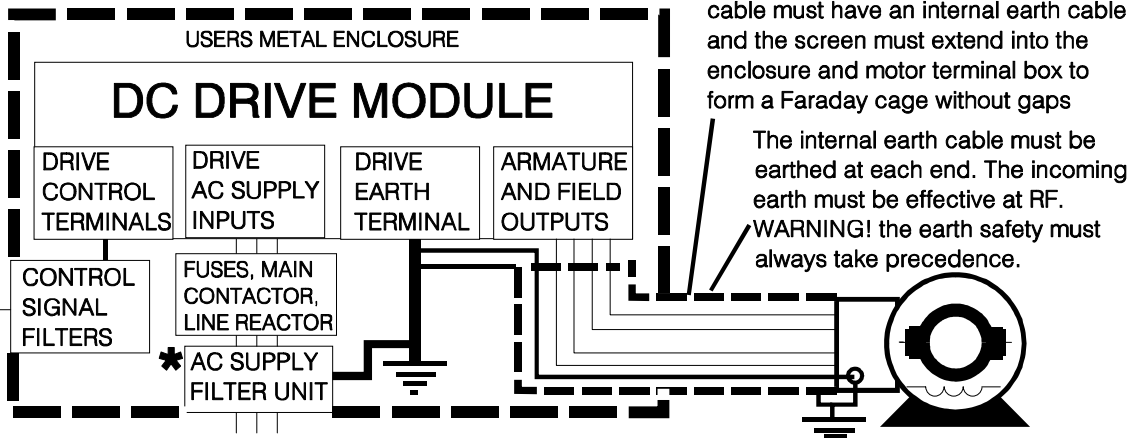 cable must have an internal earth cable
and the screen must extend into the
enclosure and motor terminal box to
form a Faraday cage without gaps
The internal earth cable must be
earthed at each end. The incoming
earth must be effective at RF.
WARNING! the earth safety must
always take precedence.
USERS METAL ENCLOSURE
DC DRIVE MODULE
DRIVE
CONTROL
TERMINALS
DRIVE
AC SUPPLY
INPUTS
DRIVE
EARTH
TERMINAL
ARMATURE
AND FIELD
OUTPUTS
CONTROL
SIGNAL
FILTERS
FUSES, MAIN
CONTACTOR,
LINE REACTOR
* AC SUPPLY
FILTER UNIT